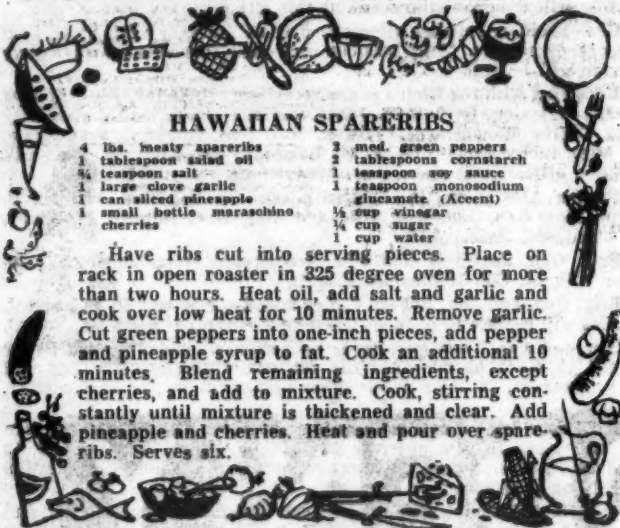 HAWAIIAN SPARERIBS
4 lbs. meaty spareribs
1 tablespoon salad oil
¾ teaspoon salt
1 large clove garlic
1 can sliced pineapple
1 small bottle maraschino
cherries
med. green peppers
2 tablespoons cornstarch
1 teaspoon soy sauce
1 teaspoon monosodium
glucamate (Accent)
½ cup vinegar
¼ cup sugar
1 cup water
Have ribs cut into serving pieces. Place on
rack in open roaster in 325 degree oven for more
than two hours. Heat oil, add salt and garlic and
cook over low heat for 10 minutes. Remove garlic.
Cut green peppers into one-inch pieces, add pepper
and pineapple syrup to fat. Cook an additional 10
minutes. Blend remaining ingredients, except
cherries, and add to mixture. Cook, stirring con-
stantly until mixture is thickened and clear. Add
pineapple and cherries. Heat and pour over spare-
ribs. Serves six.